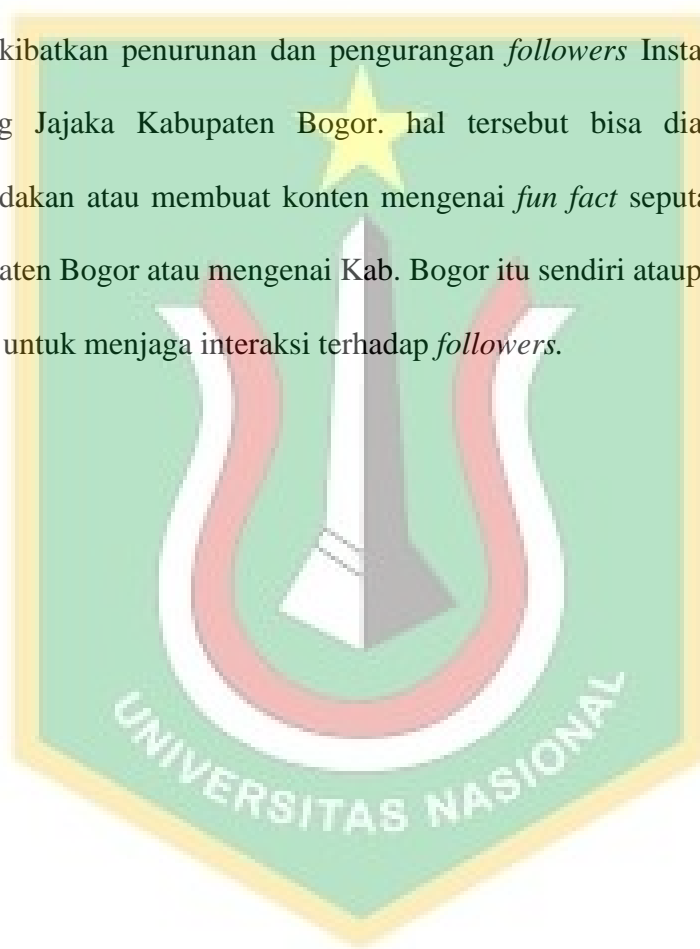 kibatkan penurunan dan pengurangan followers Insta
g Jajaka Kabupaten Bogor. hal tersebut bisa dia
dakan atau membuat konten mengenai fun fact seputa
aten Bogor atau mengenai Kab. Bogor itu sendiri ataup
untuk menjaga interaksi terhadap followers.
UNIVERSITAS NASIONAL